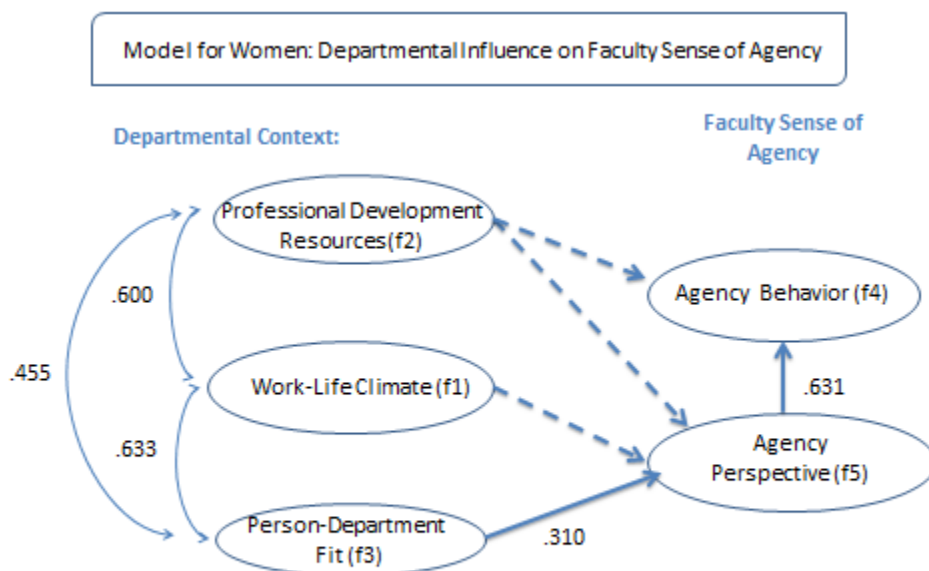 Model for Women: Departmental Influence on Faculty Sense of Agency
Departmental Context:
Faculty Sense of
Agency
Professional Development
Resources(f2)
Agency Behavior (f4)
.600
.455
Work-Life Climate (f1)
.631
.633
Agency
Perspective (f5)
Person-Department
Fit (f3)
.310